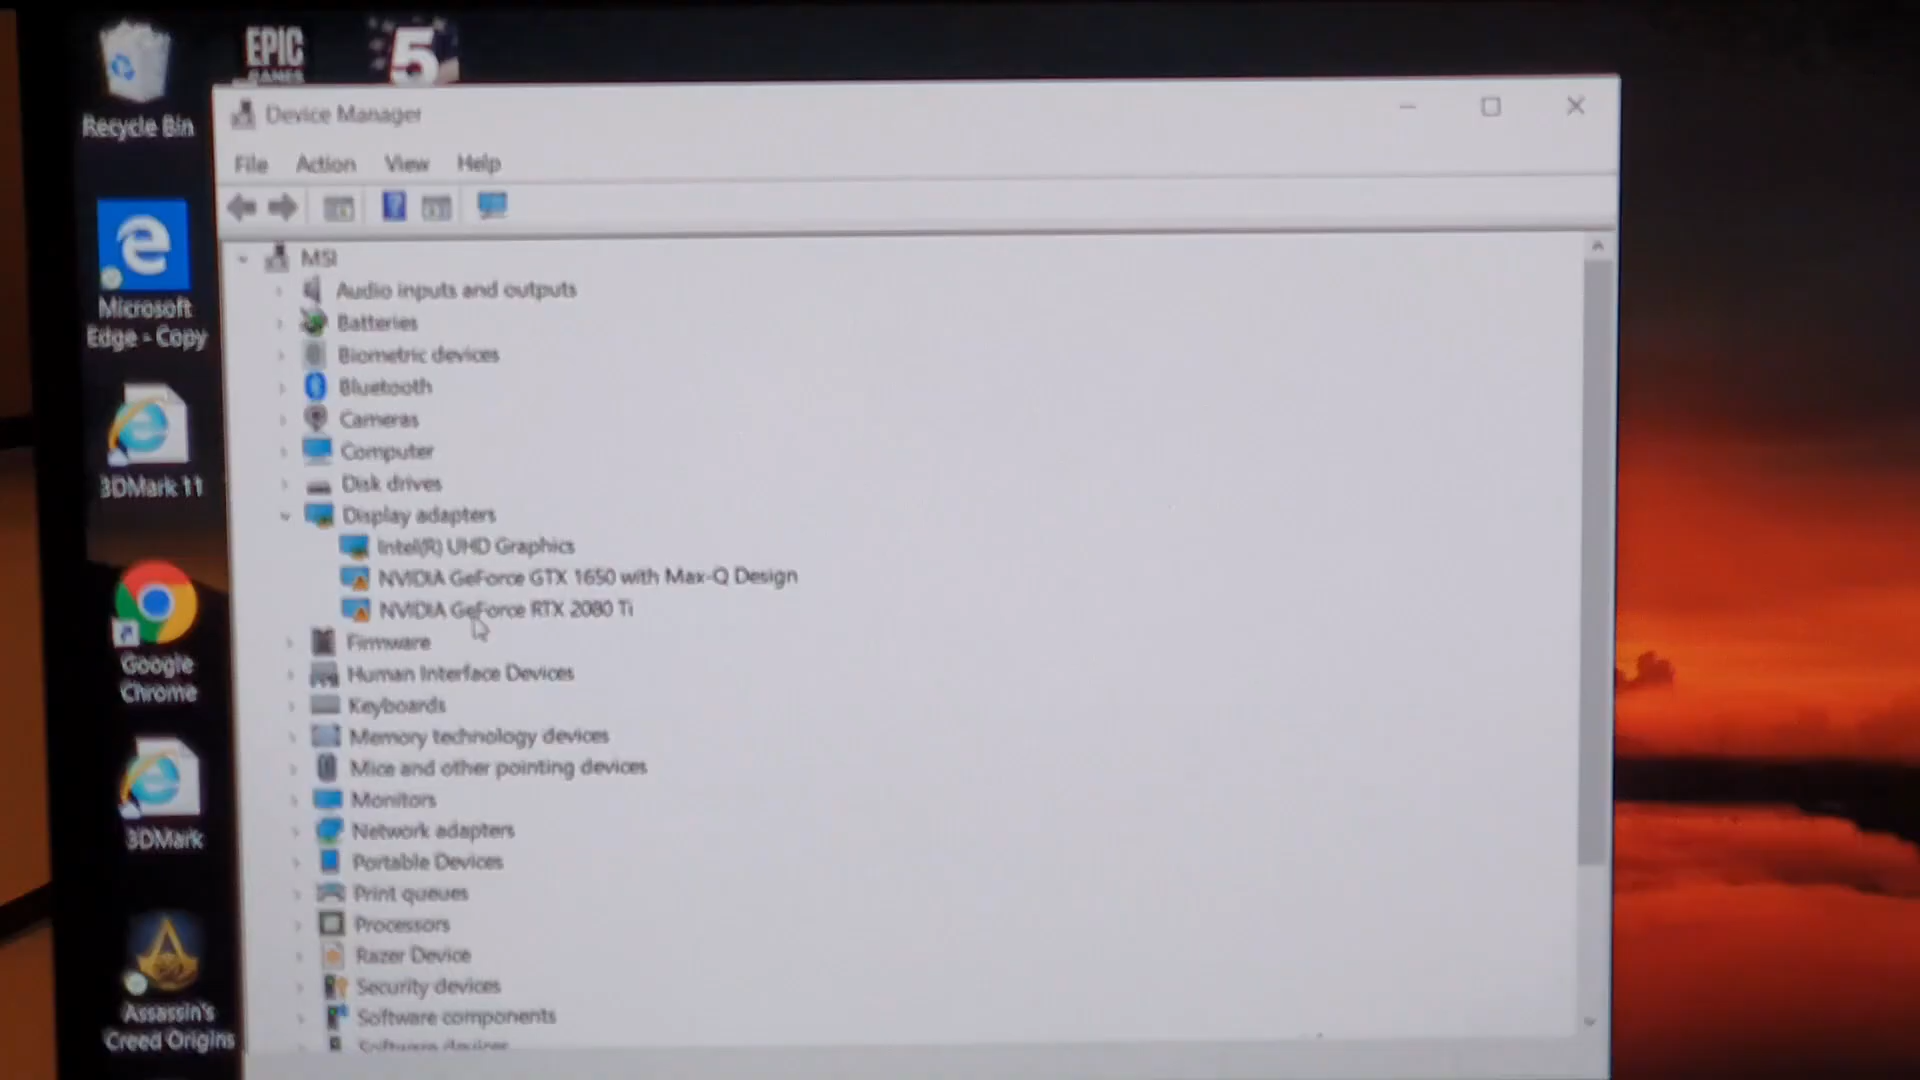 EPIC
GAMES
5
Recycle Bin
Device Manager
File Action View Help
Microsoft
Edge - Copy
MSI
Audio inputs and outputs
Batteries
Biometric devices
Bluetooth
Cameras
Computer
3DMark 11
Disk drives
Display adapters
Intel(R) UHD Graphics
NVIDIA GeForce GTX 1650 with Max-Q Design
NVIDIA GeForce RTX 2080 Ti
Google
Chrome
Firmware
Human Interface Devices
Keyboards
Memory technology devices
Mice and other pointing devices
Monitors
3DMark
Network adapters
Portable Devices
Print queues
Processors
Razer Device
Security devices
Assassin's
Creed Origins
Software components
Software devices